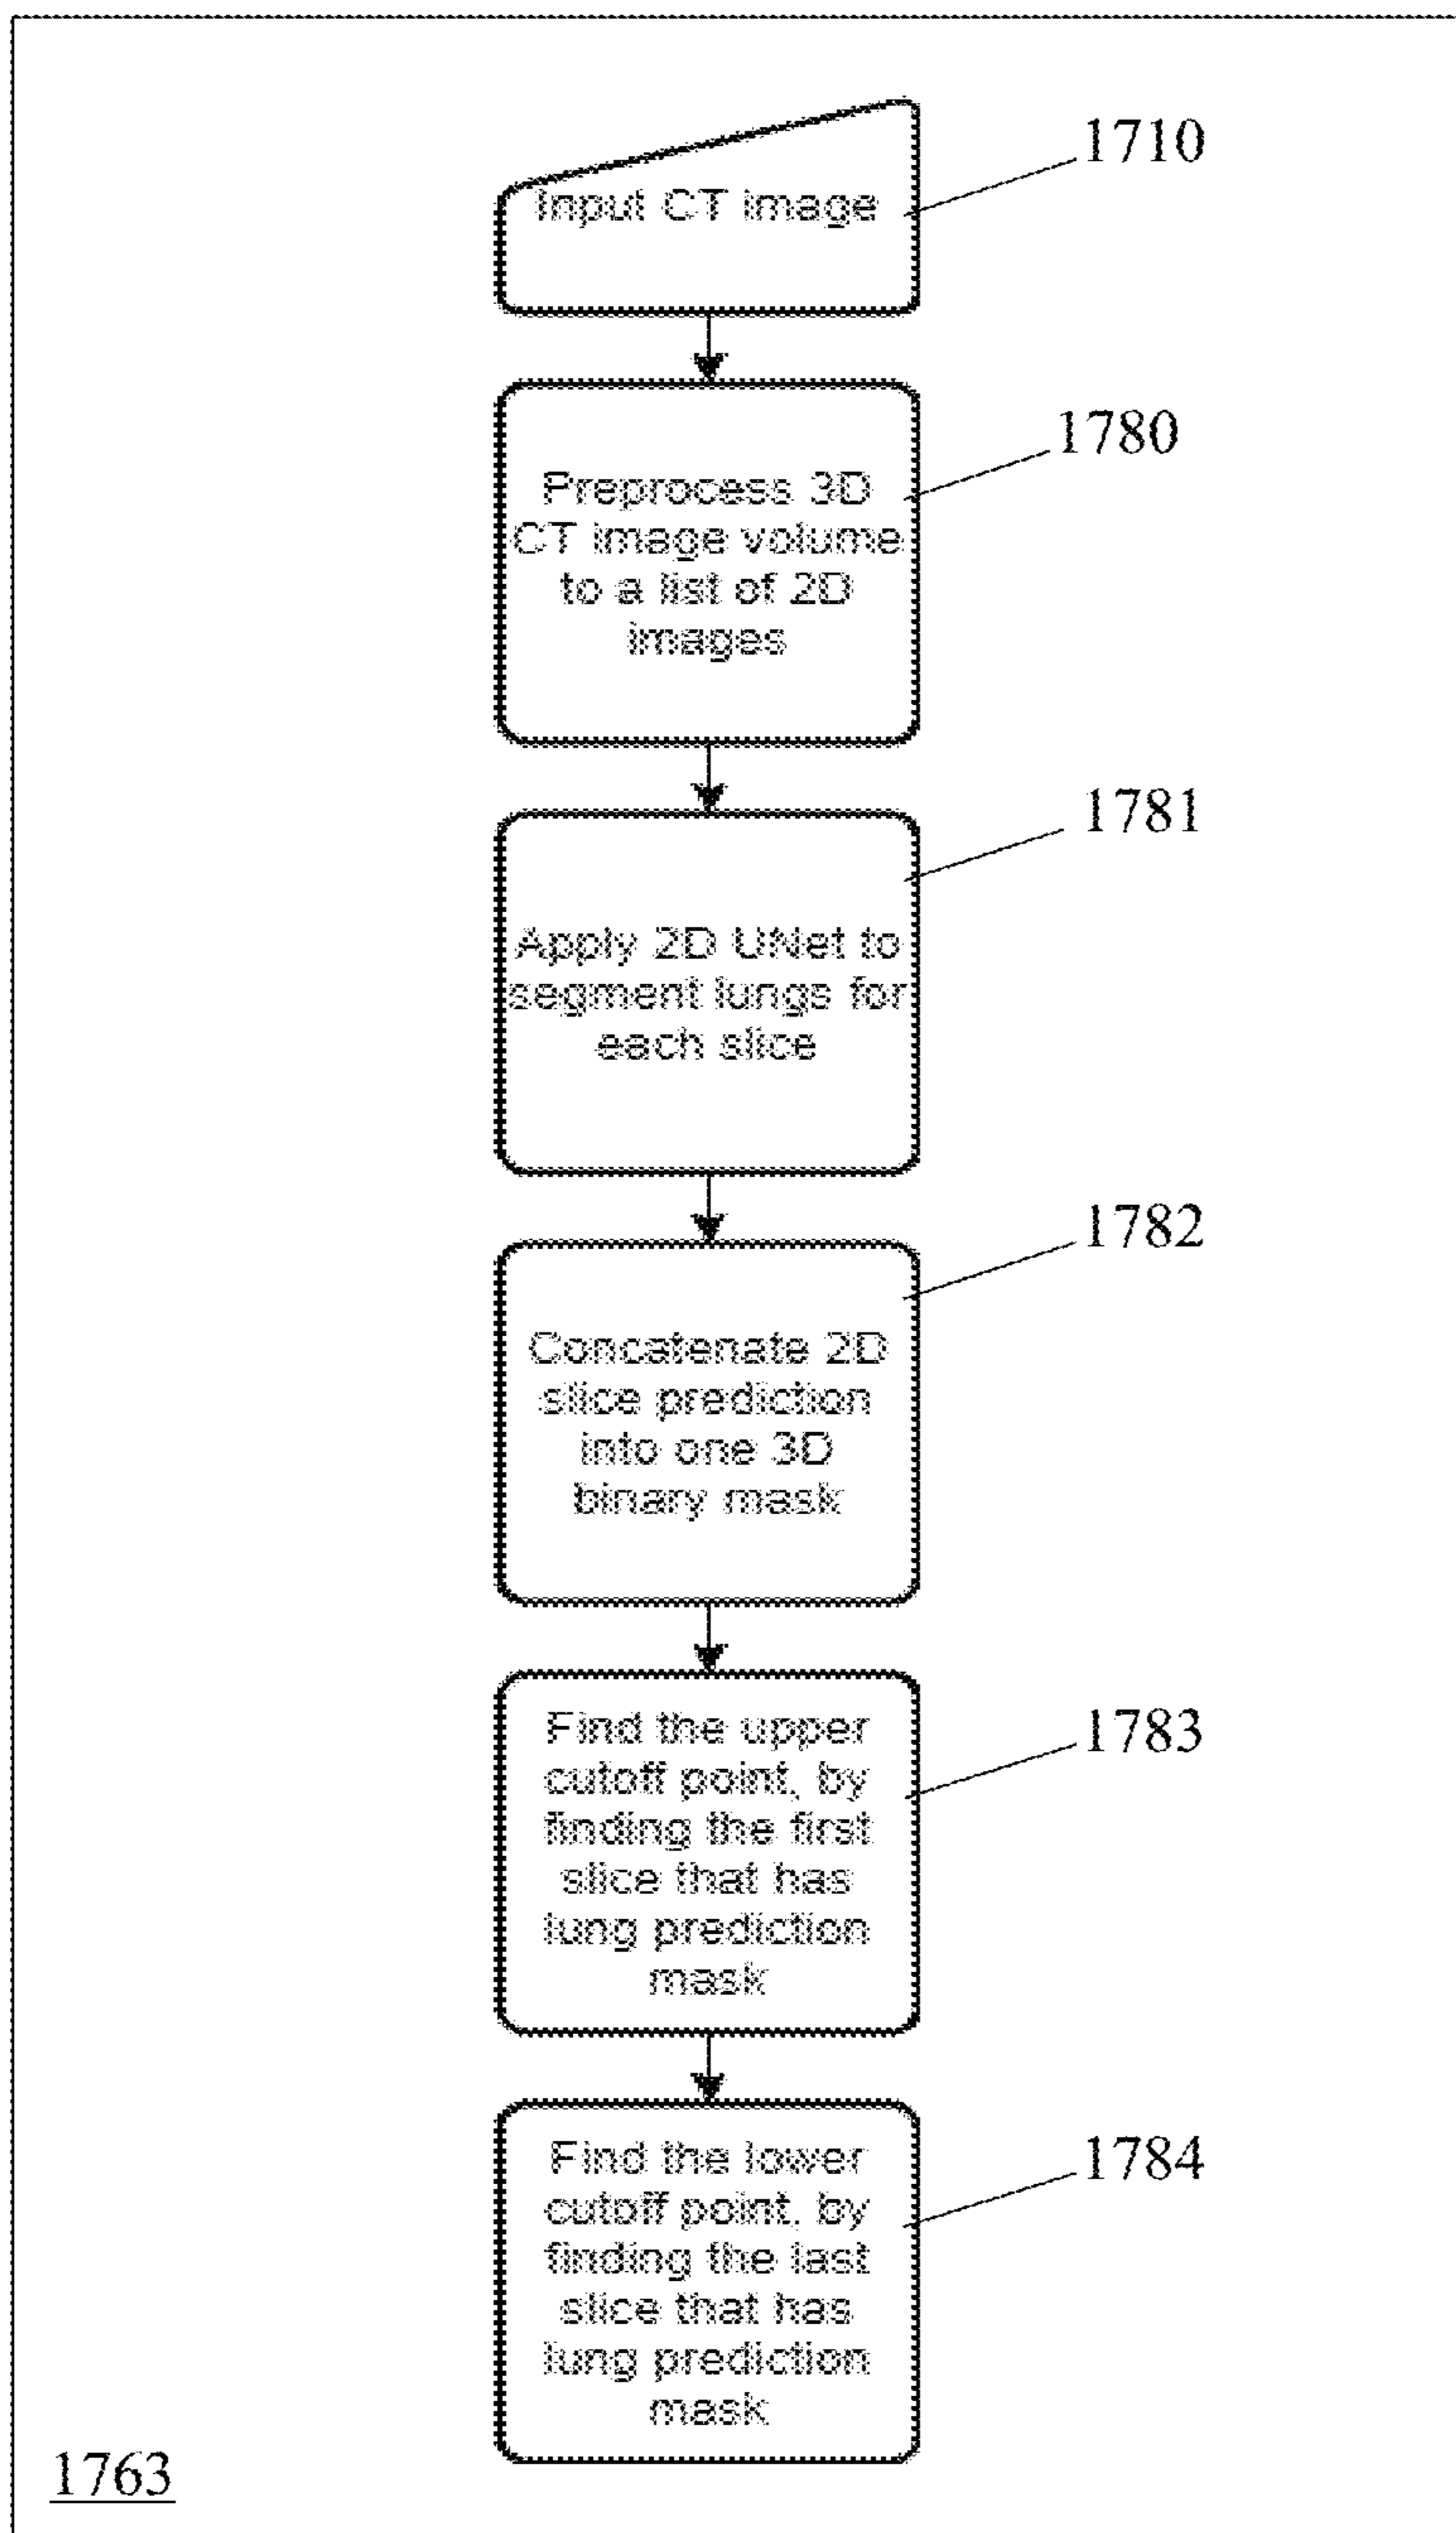 1710
Input CT image
1780
Preprocess 3D
CT image volume
to a list of 2D
images
1781
Apply 2D UNet to
segment lungs for
each slice
1782
Concatenate 2D
slice prediction
into one 3D
binary mask
1783
Find the upper
cutoff point, by
finding the first
slice that has
lung prediction
mask
1784
Find the lower
cutoff point, by
finding the last
slice that has
lung prediction
mask
1763